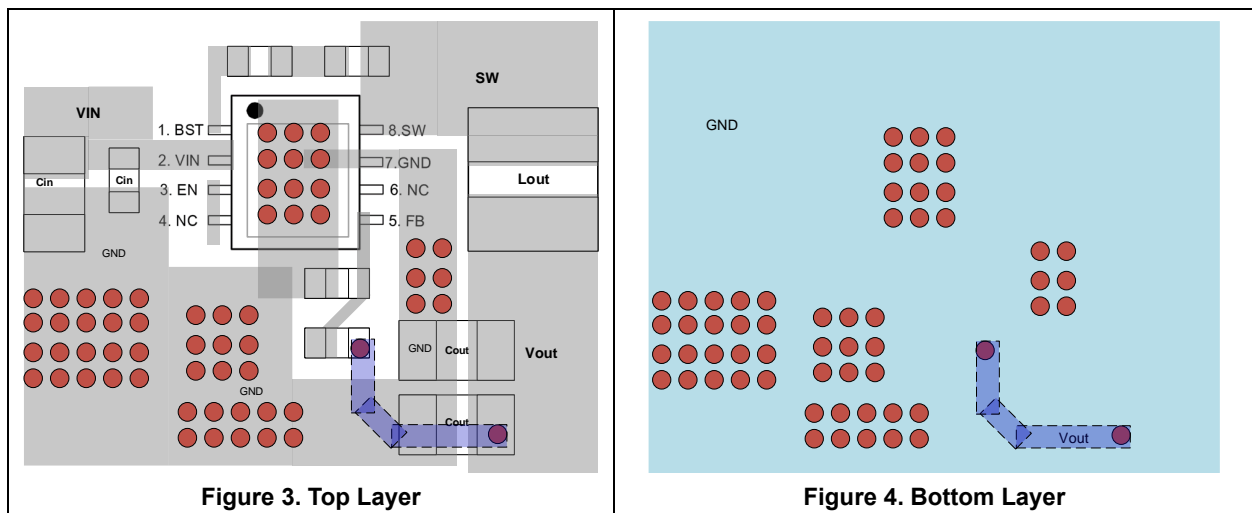 SW
VIN
1. BST
8.SW
2. VIN
7.GND
Cin
Cin
3. EN
6. NC
Lout
4. NC
5. FB
GND
GND
Cout
Vout
GND
Cout
Figure 3. Top Layer
GND
Vout
Figure 4. Bottom Layer